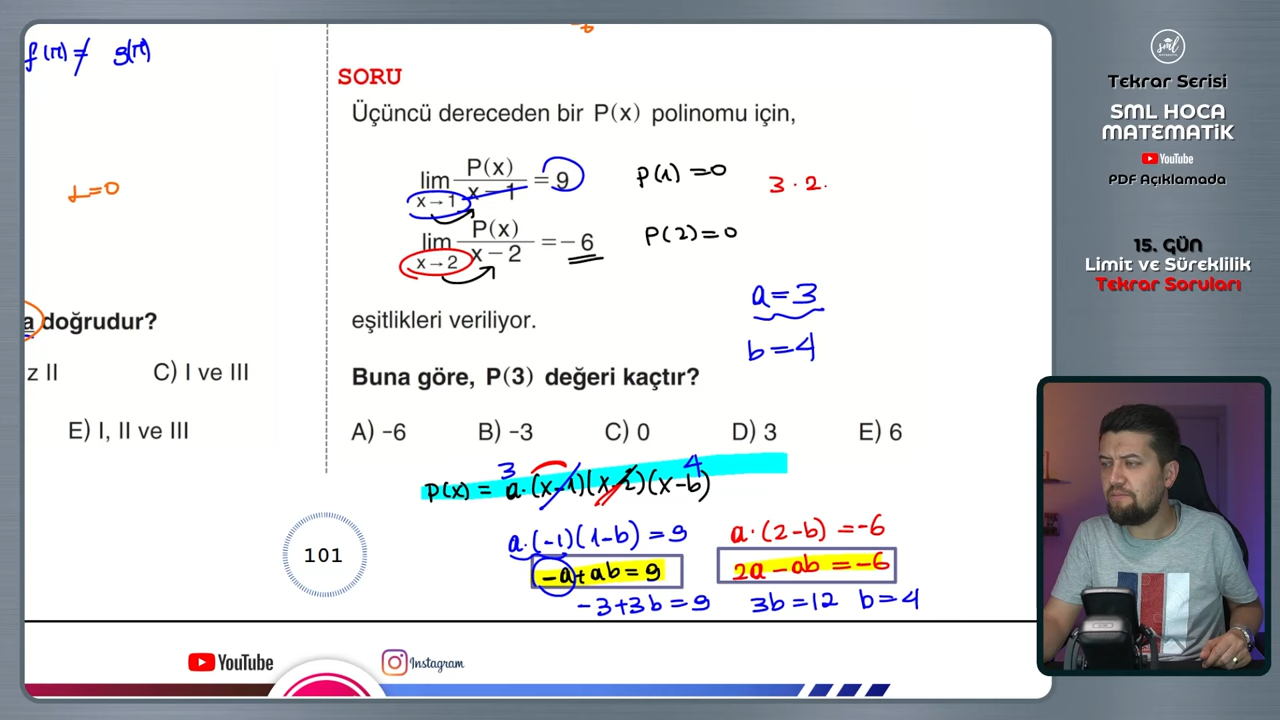 f(π) ≠ g(π)
L=0
a doğrudur?
z II
C) I ve III
E) I, II ve III
SORU
Üçüncü dereceden bir P(x) polinomu için,
lim x→1 P(x)/(x−1) = 9
P(1)=0
3·2·
lim x→2 P(x)/(x−2) = −6
P(2)=0
a=3
eşitlikleri veriliyor.
b=4
Buna göre, P(3) değeri kaçtır?
A) −6 B) −3 C) 0 D) 3 E) 6
3 4
P(x) = a·(x−1)(x−2)(x−b)
a·(−1)(1−b)=9
a·(2−b)=−6
−a+ab=9
2a−ab=−6
−3+3b=9
3b=12 b=4
101
YouTube
Instagram
sml
Tekrar Serisi
SML HOCA
MATEMATİK
YouTube
PDF Açıklamada
15. GÜN
Limit ve Süreklilik
Tekrar Soruları